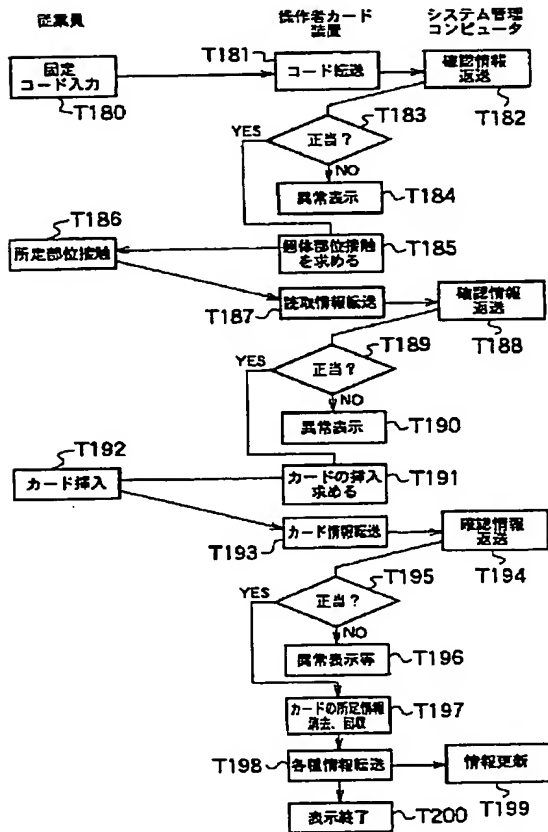 従業員
操作者カード
装置
システム管理
コンピュータ
固定
コード入力
T180
T181
コード転送
確認情報
返送
T182
T183
YES
正当?
NO
異常表示
T184
T186
所定部位接触
個体部位接触
を求める
T185
読取情報転送
T187
確認情報
返送
T188
T189
YES
正当?
NO
異常表示
T190
T192
カード挿入
カードの挿入
求める
T191
カード情報転送
T193
確認情報
返送
T194
T195
YES
正当?
NO
異常表示等
T196
カードの所定情報
消去、回収
T197
T198
各種情報転送
情報更新
T199
表示終了
T200